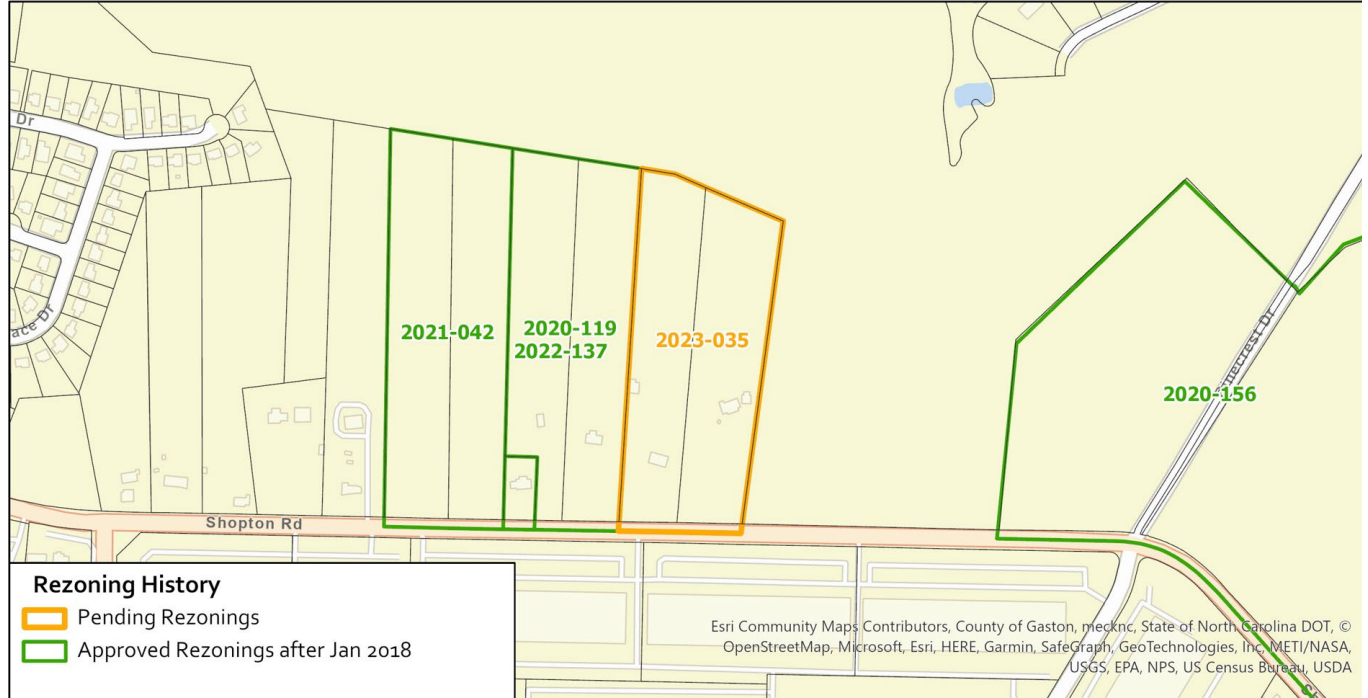 Dr
ace Dr
2021-042
2020-119
2022-137
2023-035
2020-156
necrest Dr
Shopton Rd
Rezoning History
Pending Rezonings
Approved Rezonings after Jan 2018
Esri Community Maps Contributors, County of Gaston, mecknc, State of North Carolina DOT, ©
OpenStreetMap, Microsoft, Esri, HERE, Garmin, SafeGraph, GeoTechnologies, Inc, METI/NASA,
USGS, EPA, NPS, US Census Bureau, USDA